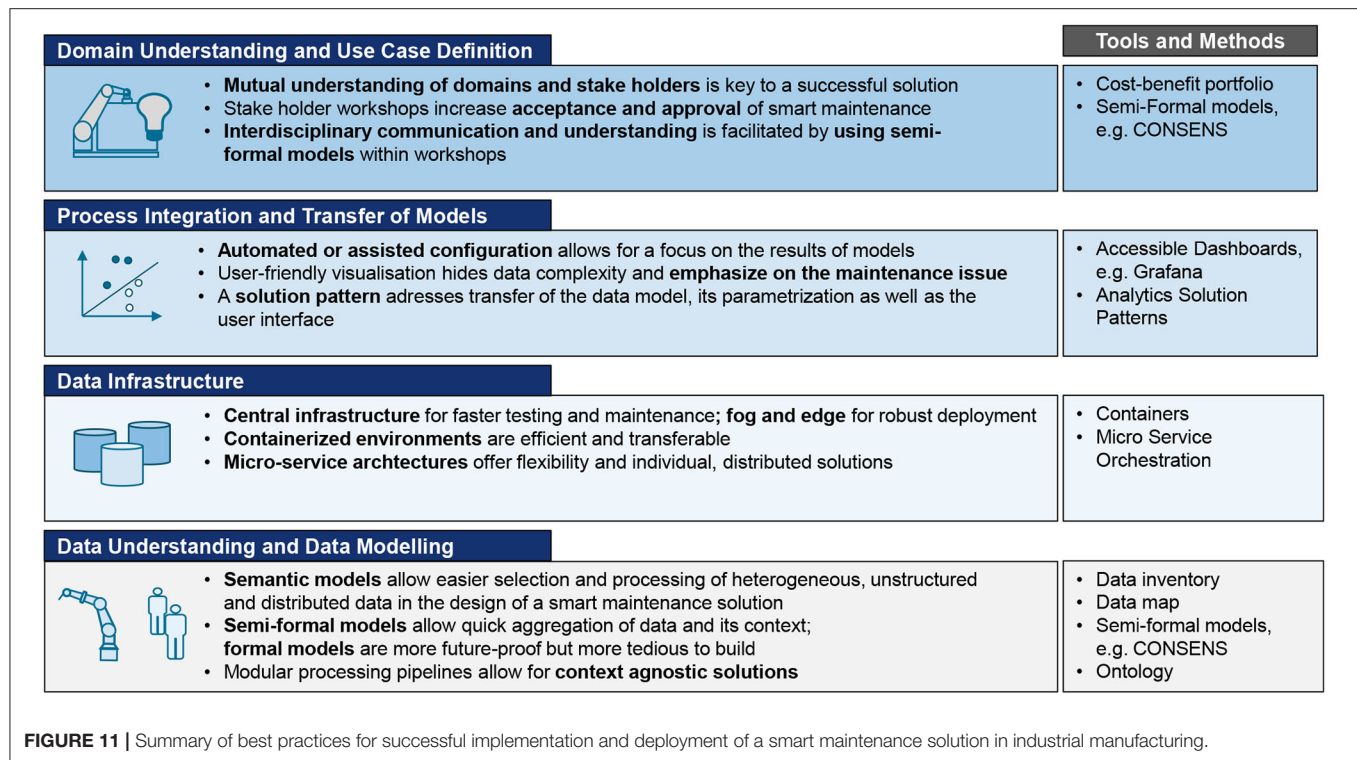 Domain Understanding and Use Case Definition
• Mutual understanding of domains and stake holders is key to a successful solution
• Stake holder workshops increase acceptance and approval of smart maintenance
• Interdisciplinary communication and understanding is facilitated by using semi-
formal models within workshops
Tools and Methods
• Cost-benefit portfolio
• Semi-Formal models,
e.g. CONSENS
Process Integration and Transfer of Models
• Automated or assisted configuration allows for a focus on the results of models
• User-friendly visualisation hides data complexity and emphasize on the maintenance issue
• A solution pattern adresses transfer of the data model, its parametrization as well as the
user interface
• Accessible Dashboards,
e.g. Grafana
• Analytics Solution
Patterns
Data Infrastructure
• Central infrastructure for faster testing and maintenance; fog and edge for robust deployment
• Containerized environments are efficient and transferable
• Micro-service archtectures offer flexibility and individual, distributed solutions
• Containers
• Micro Service
Orchestration
Data Understanding and Data Modelling
• Semantic models allow easier selection and processing of heterogeneous, unstructured
and distributed data in the design of a smart maintenance solution
• Semi-formal models allow quick aggregation of data and its context;
formal models are more future-proof but more tedious to build
• Modular processing pipelines allow for context agnostic solutions
• Data inventory
• Data map
• Semi-formal models,
e.g. CONSENS
• Ontology
FIGURE 11 | Summary of best practices for successful implementation and deployment of a smart maintenance solution in industrial manufacturing.